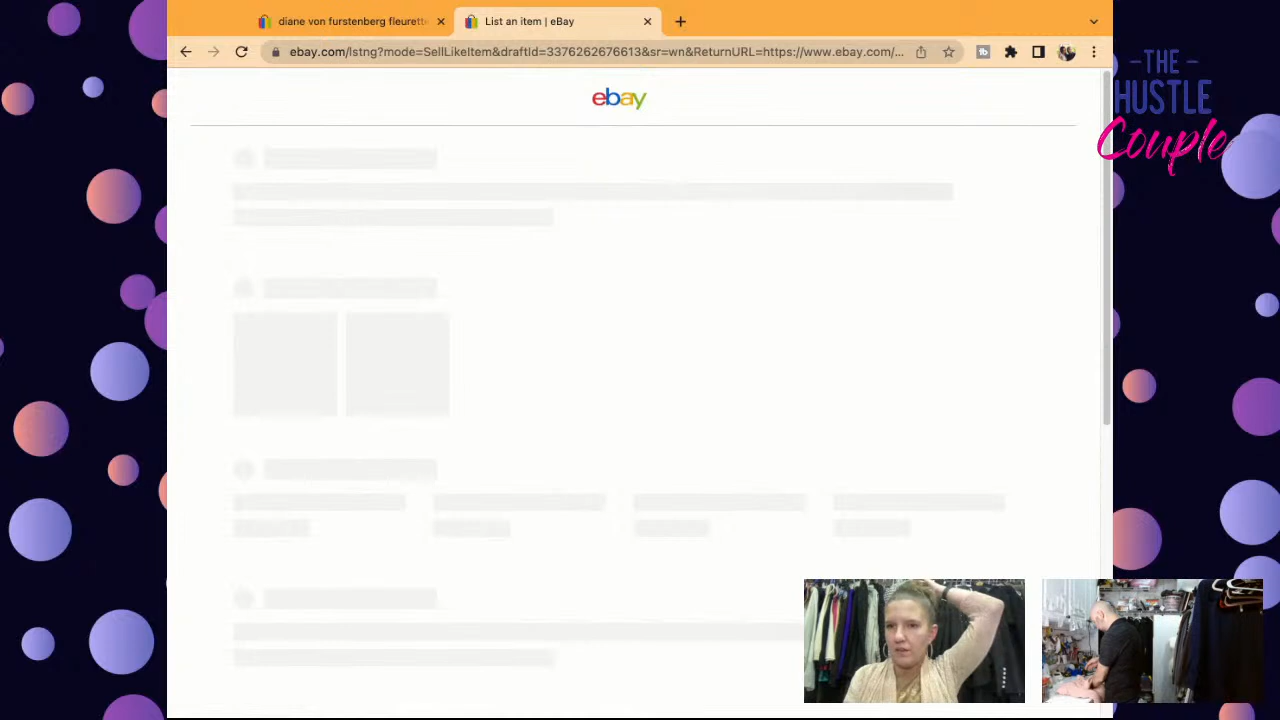 diane von furstenberg fleurette
List an item | eBay
ebay.com/lstng?mode=SellLikeItem&draftId=3376262676613&sr=wn&ReturnURL=https://www.ebay.com/...
tb
ebay
-THE-
HUSTLE
Couple